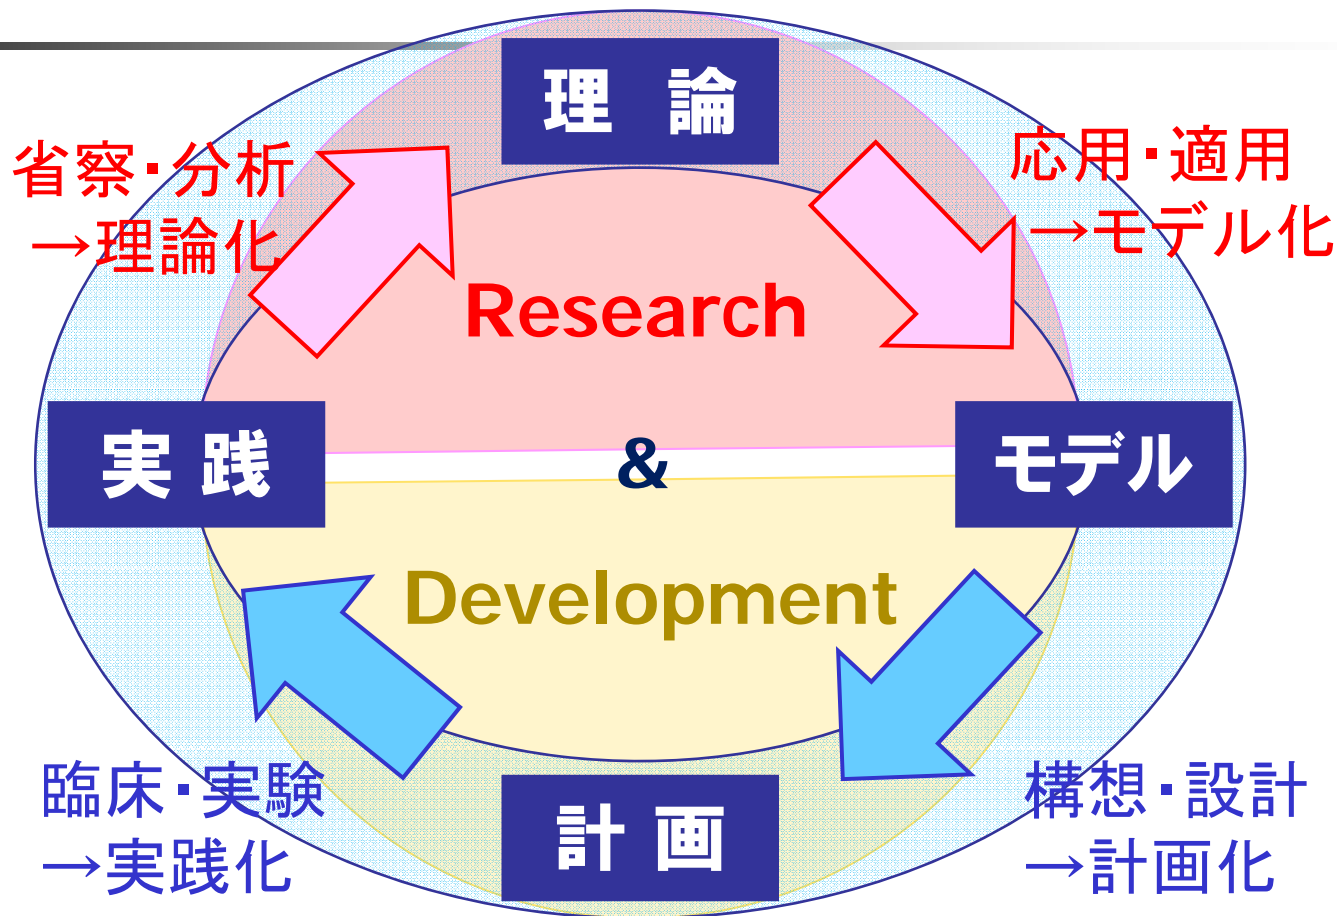 理 論
省察・分析
→理論化
応用・適用
→モデル化
Research
実 践
&
モデル
Development
臨床・実験
→実践化
計 画
構想・設計
→計画化